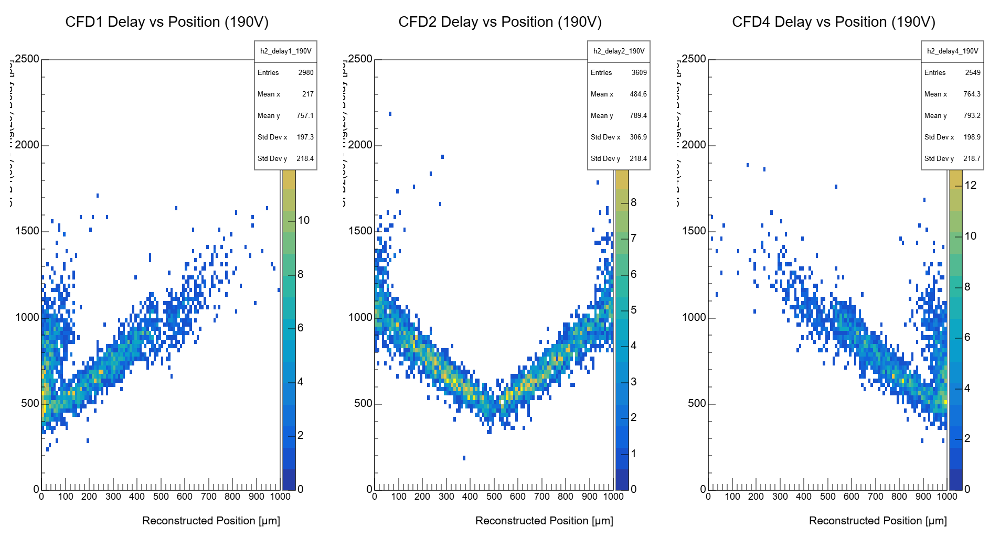 CFD1 Delay vs Position (190V)
h2_delay1_190V
Entries 2980
Mean x 217
Mean y 757.1
Std Dev x 197.3
Std Dev y 218.4
2500
2000
1500
1000
500
0
0 100 200 300 400 500 600 700 800 900 1000
Reconstructed Position [µm]
10
8
6
4
2
0
CFD2 Delay vs Position (190V)
h2_delay2_190V
Entries 3609
Mean x 484.6
Mean y 789.4
Std Dev x 306.9
Std Dev y 218.4
2500
2000
1500
1000
500
0
0 100 200 300 400 500 600 700 800 900 1000
Reconstructed Position [µm]
8
7
6
5
4
3
2
1
0
CFD4 Delay vs Position (190V)
h2_delay4_190V
Entries 2549
Mean x 764.3
Mean y 793.2
Std Dev x 198.9
Std Dev y 218.7
2500
2000
1500
1000
500
0
0 100 200 300 400 500 600 700 800 900 1000
Reconstructed Position [µm]
12
10
8
6
4
2
0